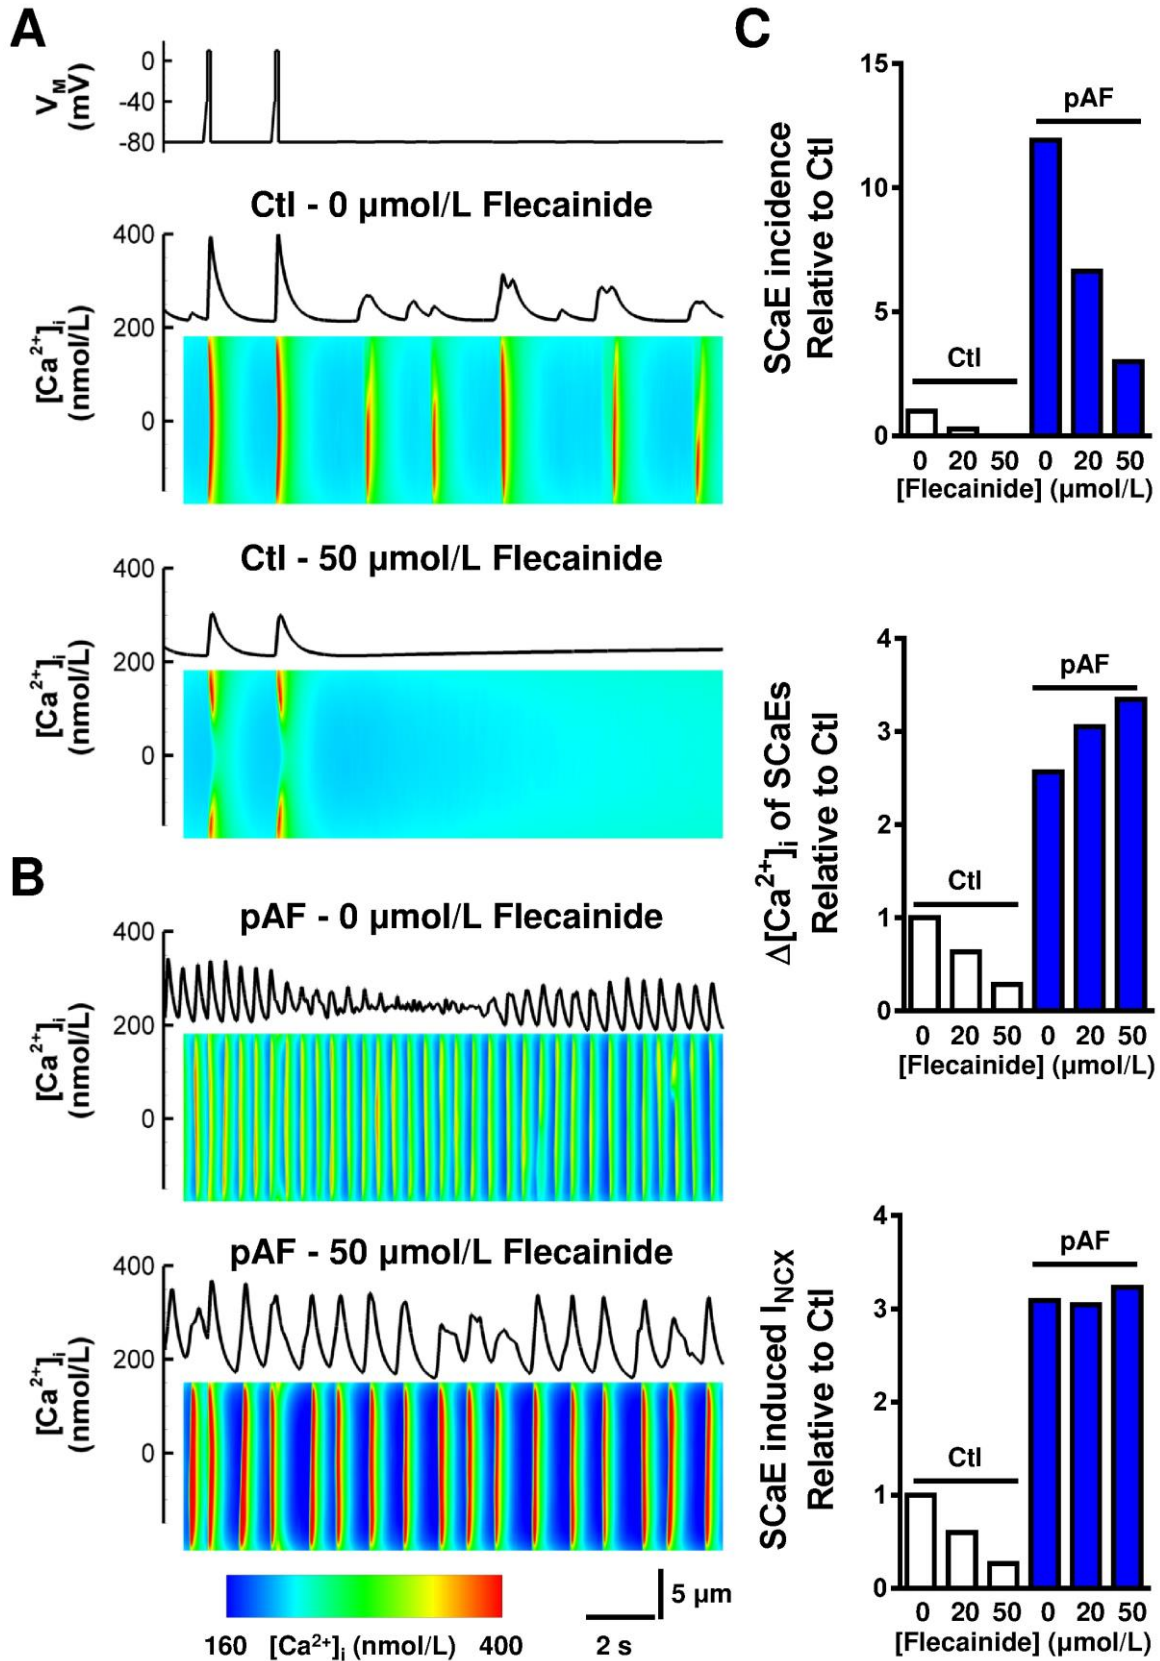 A
V_M
(mV)
0
-40
-80
Ctl - 0 µmol/L Flecainide
[Ca²⁺]ᵢ
(nmol/L)
400
200
0
Ctl - 50 µmol/L Flecainide
[Ca²⁺]ᵢ
(nmol/L)
400
200
0
B
pAF - 0 µmol/L Flecainide
[Ca²⁺]ᵢ
(nmol/L)
400
200
0
pAF - 50 µmol/L Flecainide
[Ca²⁺]ᵢ
(nmol/L)
400
200
0
160 [Ca²⁺]ᵢ (nmol/L) 400
5 µm
2 s
C
SCaE incidence
Relative to Ctl
15
10
5
0
Ctl
pAF
0 20 50 0 20 50
[Flecainide] (µmol/L)
Δ[Ca²⁺]ᵢ of SCaEs
Relative to Ctl
4
3
2
1
0
Ctl
pAF
0 20 50 0 20 50
[Flecainide] (µmol/L)
SCaE induced I_NCX
Relative to Ctl
4
3
2
1
0
Ctl
pAF
0 20 50 0 20 50
[Flecainide] (µmol/L)